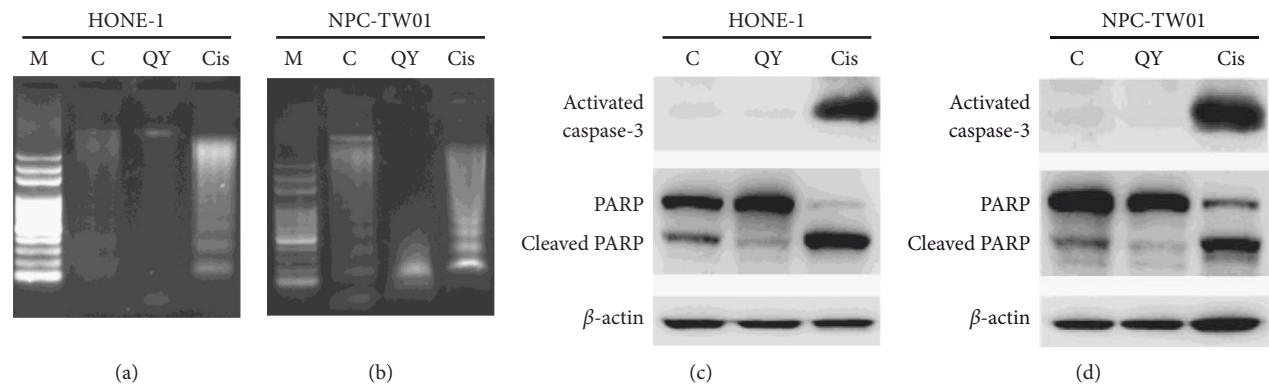 HONE-1
M C QY Cis
(a)
NPC-TW01
M C QY Cis
(b)
HONE-1
C QY Cis
Activated
caspase-3
PARP
Cleaved PARP
β-actin
(c)
NPC-TW01
C QY Cis
Activated
caspase-3
PARP
Cleaved PARP
β-actin
(d)